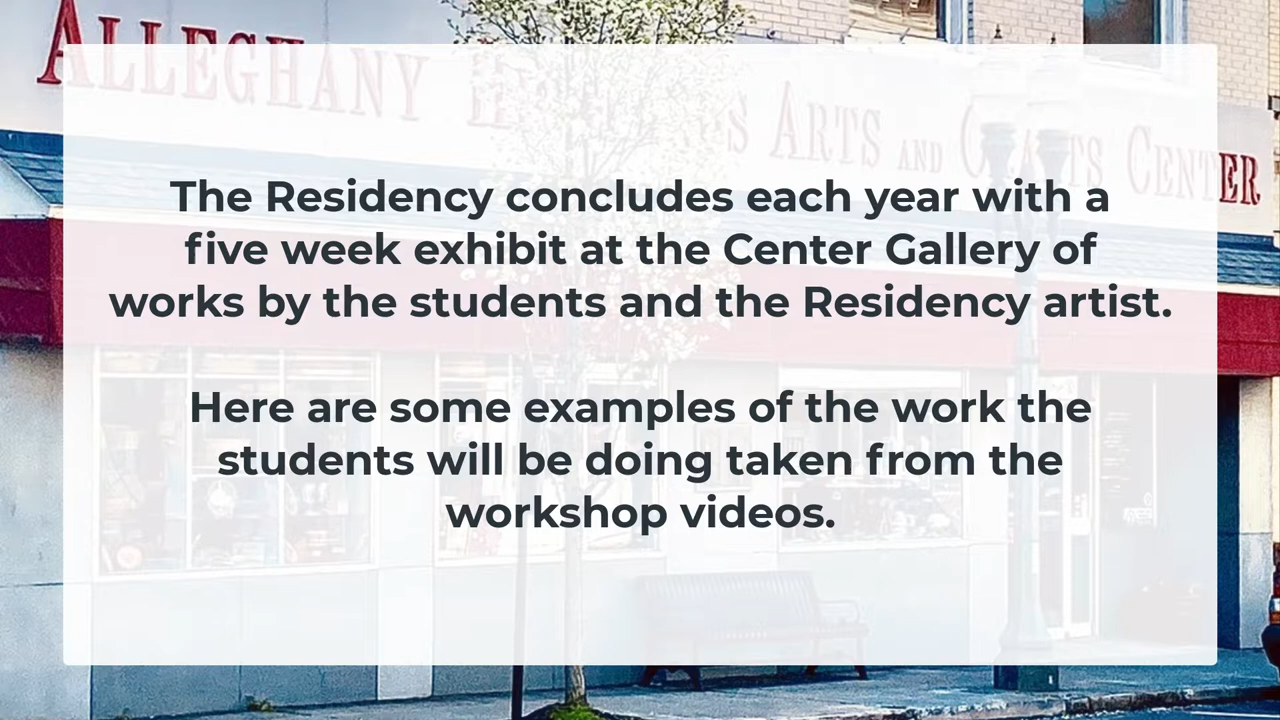 ALLEGHANY H S ARTS AND CRAFTS CENTER
The Residency concludes each year with a
five week exhibit at the Center Gallery of
works by the students and the Residency artist.
Here are some examples of the work the
students will be doing taken from the
workshop videos.